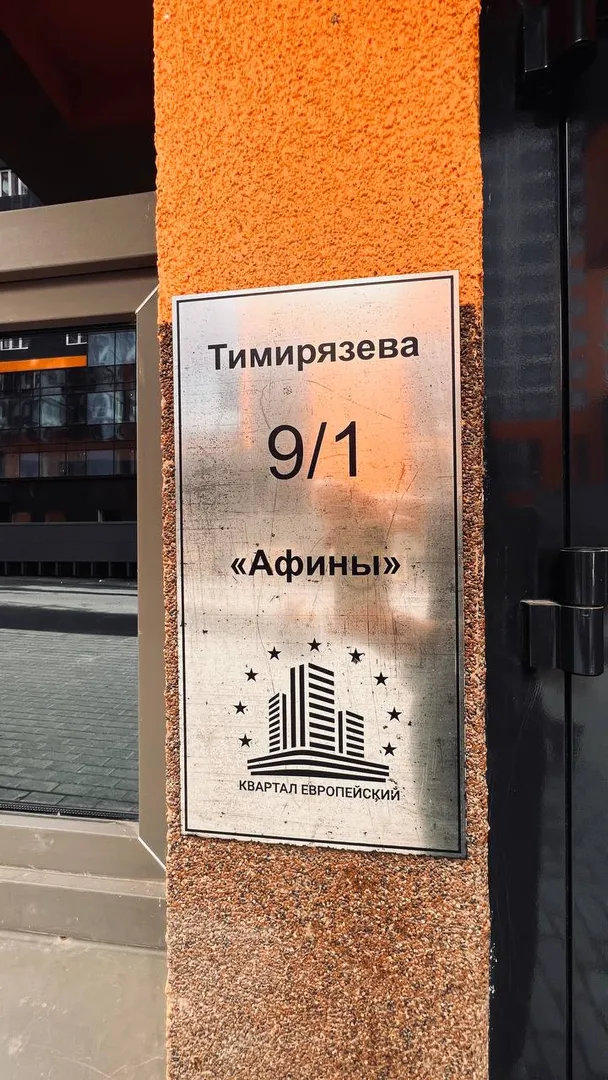 Тимирязева
9/1
«Афины»
КВАРТАЛ ЕВРОПЕЙСКИЙ